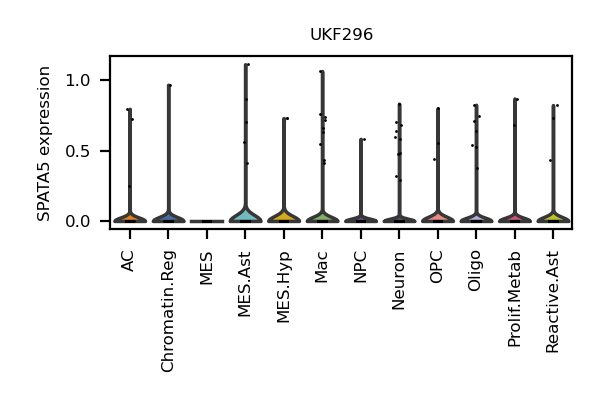 UKF296
SPATA5 expression
1.0
0.5
0.0
AC
Chromatin.Reg
MES
MES.Ast
MES.Hyp
Mac
NPC
Neuron
OPC
Oligo
Prolif.Metab
Reactive.Ast